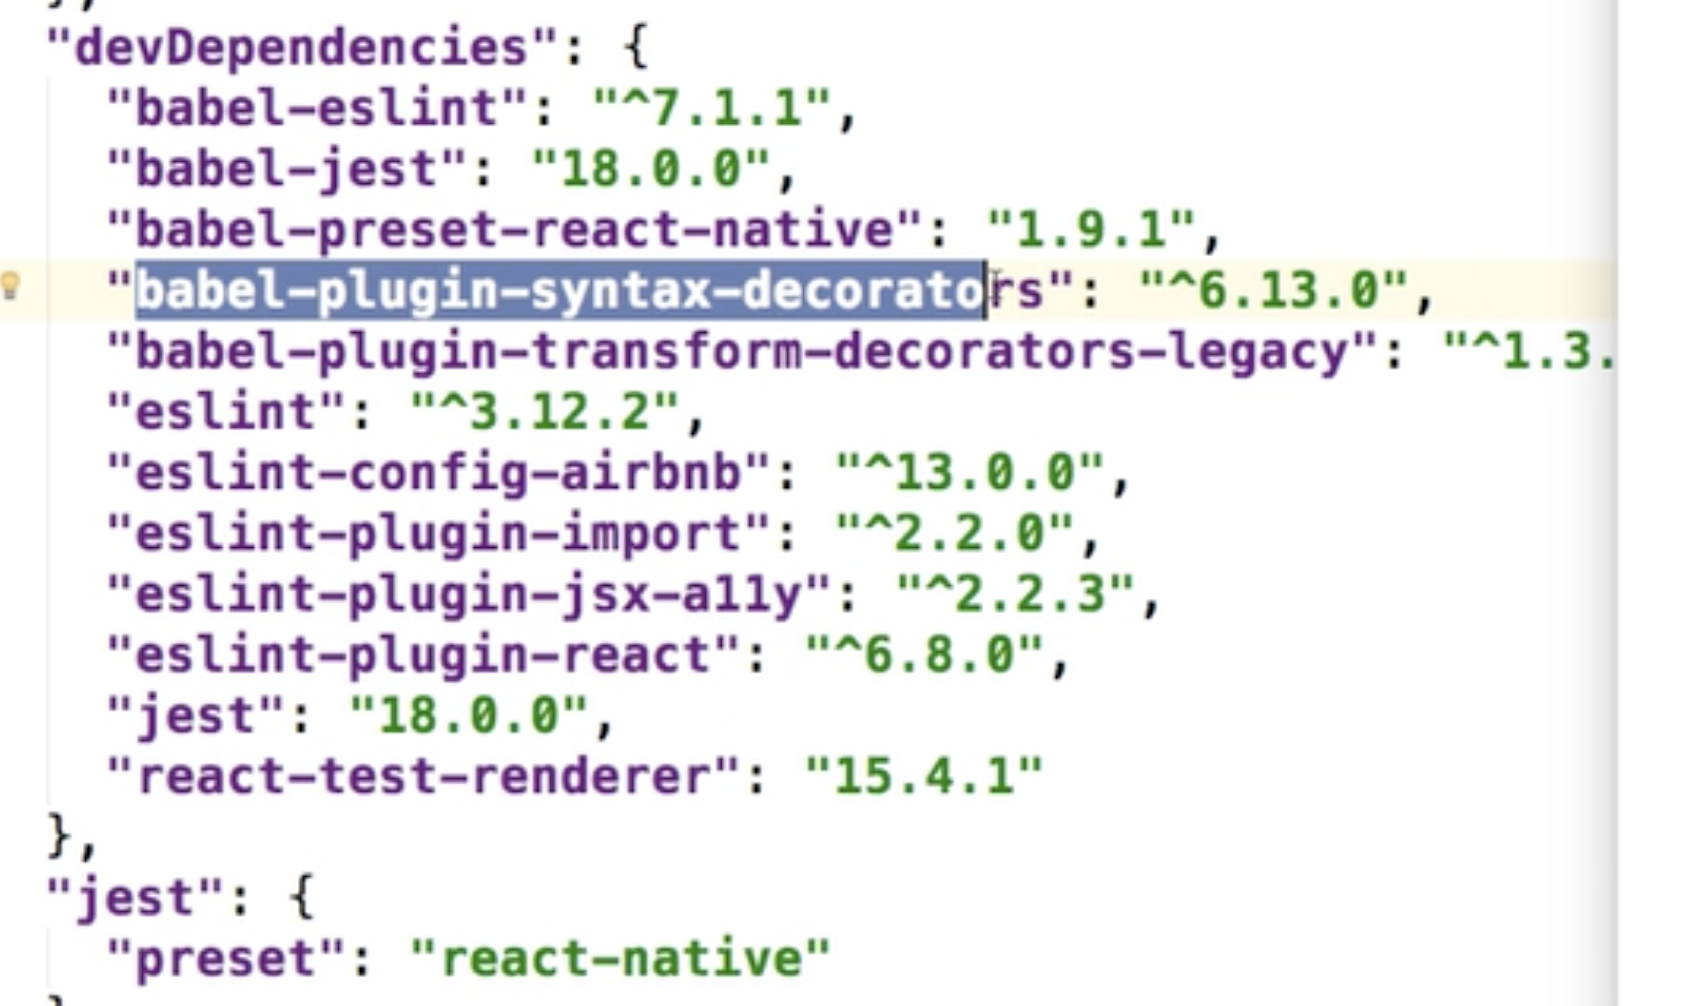 },
"devDependencies": {
"babel-eslint": "^7.1.1",
"babel-jest": "18.0.0",
"babel-preset-react-native": "1.9.1",
"babel-plugin-syntax-decorators": "^6.13.0",
"babel-plugin-transform-decorators-legacy": "^1.3.
"eslint": "^3.12.2",
"eslint-config-airbnb": "^13.0.0",
"eslint-plugin-import": "^2.2.0",
"eslint-plugin-jsx-a11y": "^2.2.3",
"eslint-plugin-react": "^6.8.0",
"jest": "18.0.0",
"react-test-renderer": "15.4.1"
},
"jest": {
"preset": "react-native"
}